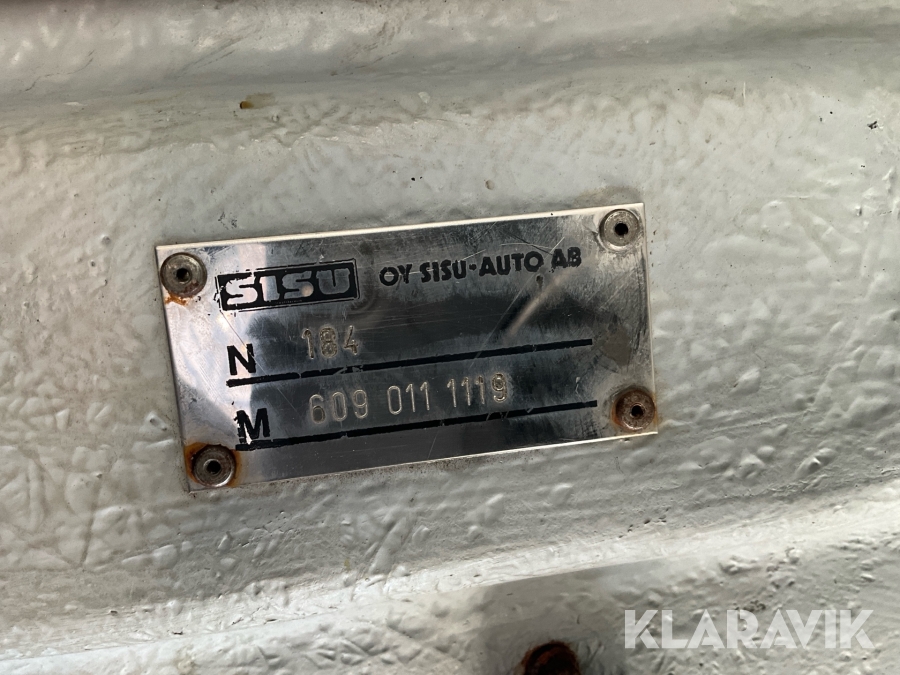 SISU OY SISU-AUTO AB
N 184
M 609 011 1119
KLARAVIK